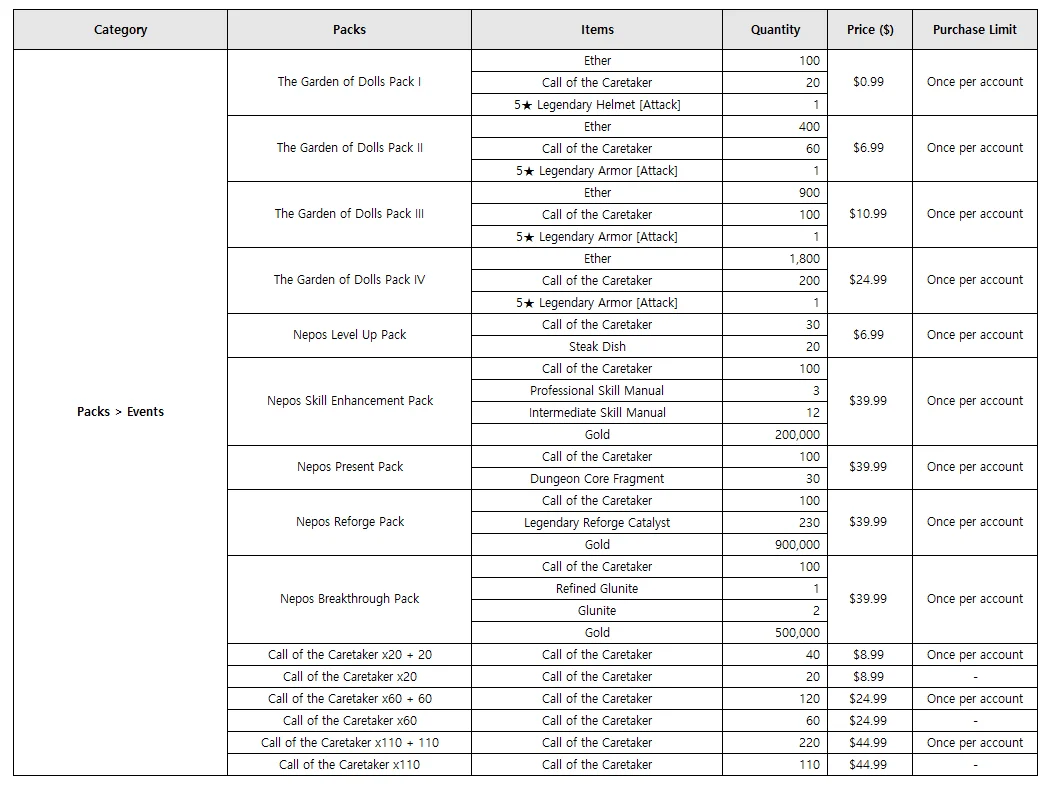 Category Packs Items Quantity Price ($) Purchase Limit
Packs > Events
The Garden of Dolls Pack I
Ether 100
Call of the Caretaker 20
5★ Legendary Helmet [Attack] 1
$0.99 Once per account
The Garden of Dolls Pack II
Ether 400
Call of the Caretaker 60
5★ Legendary Armor [Attack] 1
$6.99 Once per account
The Garden of Dolls Pack III
Ether 900
Call of the Caretaker 100
5★ Legendary Armor [Attack] 1
$10.99 Once per account
The Garden of Dolls Pack IV
Ether 1,800
Call of the Caretaker 200
5★ Legendary Armor [Attack] 1
$24.99 Once per account
Nepos Level Up Pack
Call of the Caretaker 30
Steak Dish 20
$6.99 Once per account
Nepos Skill Enhancement Pack
Call of the Caretaker 100
Professional Skill Manual 3
Intermediate Skill Manual 12
Gold 200,000
$39.99 Once per account
Nepos Present Pack
Call of the Caretaker 100
Dungeon Core Fragment 30
$39.99 Once per account
Nepos Reforge Pack
Call of the Caretaker 100
Legendary Reforge Catalyst 230
Gold 900,000
$39.99 Once per account
Nepos Breakthrough Pack
Call of the Caretaker 100
Refined Glunite 1
Glunite 2
Gold 500,000
$39.99 Once per account
Call of the Caretaker x20 + 20 Call of the Caretaker 40 $8.99 Once per account
Call of the Caretaker x20 Call of the Caretaker 20 $8.99 -
Call of the Caretaker x60 + 60 Call of the Caretaker 120 $24.99 Once per account
Call of the Caretaker x60 Call of the Caretaker 60 $24.99 -
Call of the Caretaker x110 + 110 Call of the Caretaker 220 $44.99 Once per account
Call of the Caretaker x110 Call of the Caretaker 110 $44.99 -